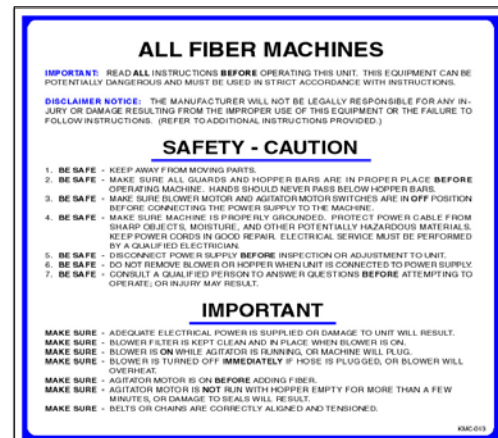 ALL FIBER MACHINES
IMPORTANT: READ ALL INSTRUCTIONS BEFORE OPERATING THIS UNIT. THIS EQUIPMENT CAN BE
POTENTIALLY DANGEROUS AND MUST BE USED IN STRICT ACCORDANCE WITH INSTRUCTIONS.
DISCLAIMER NOTICE: THE MANUFACTURER WILL NOT BE LEGALLY RESPONSIBLE FOR ANY IN-
JURY OR DAMAGE RESULTING FROM THE IMPROPER USE OF THIS EQUIPMENT OR THE FAILURE TO
FOLLOW INSTRUCTIONS. (REFER TO ADDITIONAL INSTRUCTIONS PROVIDED.)
SAFETY - CAUTION
1. BE SAFE - KEEP AWAY FROM MOVING PARTS.
2. BE SAFE - MAKE SURE ALL GUARDS AND HOPPER BARS ARE IN PROPER PLACE BEFORE
OPERATING MACHINE. HANDS SHOULD NEVER PASS BELOW HOPPER BARS.
3. BE SAFE - MAKE SURE BLOWER MOTOR AND AGITATOR MOTOR SWITCHES ARE IN OFF POSITION
BEFORE CONNECTING THE POWER SUPPLY TO THE MACHINE.
4. BE SAFE - MAKE SURE MACHINE IS PROPERLY GROUNDED. PROTECT POWER CABLE FROM
SHARP OBJECTS, MOISTURE, AND OTHER POTENTIALLY HAZARDOUS MATERIALS.
KEEP POWER CORDS IN GOOD REPAIR. ELECTRICAL SERVICE MUST BE PERFORMED
BY A QUALIFIED ELECTRICIAN.
5. BE SAFE - DISCONNECT POWER SUPPLY BEFORE INSPECTION OR ADJUSTMENT TO UNIT.
6. BE SAFE - DO NOT REMOVE BLOWER OR HOPPER WHEN UNIT IS CONNECTED TO POWER SUPPLY.
7. BE SAFE - CONSULT A QUALIFIED PERSON TO ANSWER QUESTIONS BEFORE ATTEMPTING TO
OPERATE; OR INJURY MAY RESULT.
IMPORTANT
MAKE SURE - ADEQUATE ELECTRICAL POWER IS SUPPLIED OR DAMAGE TO UNIT WILL RESULT.
MAKE SURE - BLOWER FILTER IS KEPT CLEAN AND IN PLACE WHEN BLOWER IS ON.
MAKE SURE - BLOWER IS ON WHILE AGITATOR IS RUNNING, OR MACHINE WILL PLUG.
MAKE SURE - BLOWER IS TURNED OFF IMMEDIATELY IF HOSE IS PLUGGED, OR BLOWER WILL
OVERHEAT.
MAKE SURE - AGITATOR MOTOR IS ON BEFORE ADDING FIBER.
MAKE SURE - AGITATOR MOTOR IS NOT RUN WITH HOPPER EMPTY FOR MORE THAN A FEW
MINUTES, OR DAMAGE TO SEALS WILL RESULT.
MAKE SURE - BELTS OR CHAINS ARE CORRECTLY ALIGNED AND TENSIONED.
KMC-013